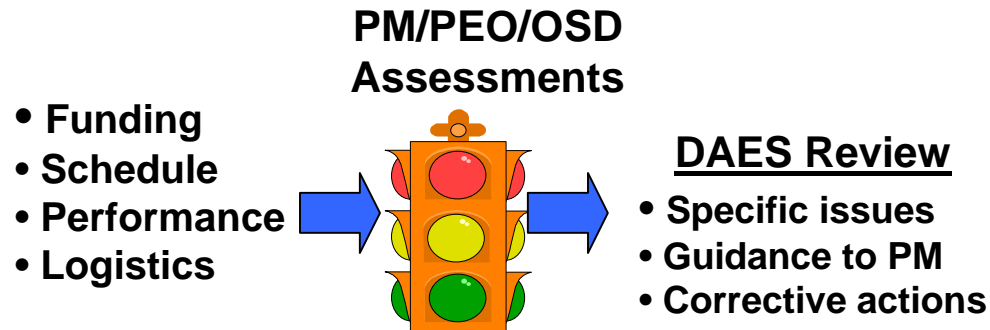 PM/PEO/OSD
Assessments
• Funding
• Schedule
• Performance
• Logistics
DAES Review
• Specific issues
• Guidance to PM
• Corrective actions